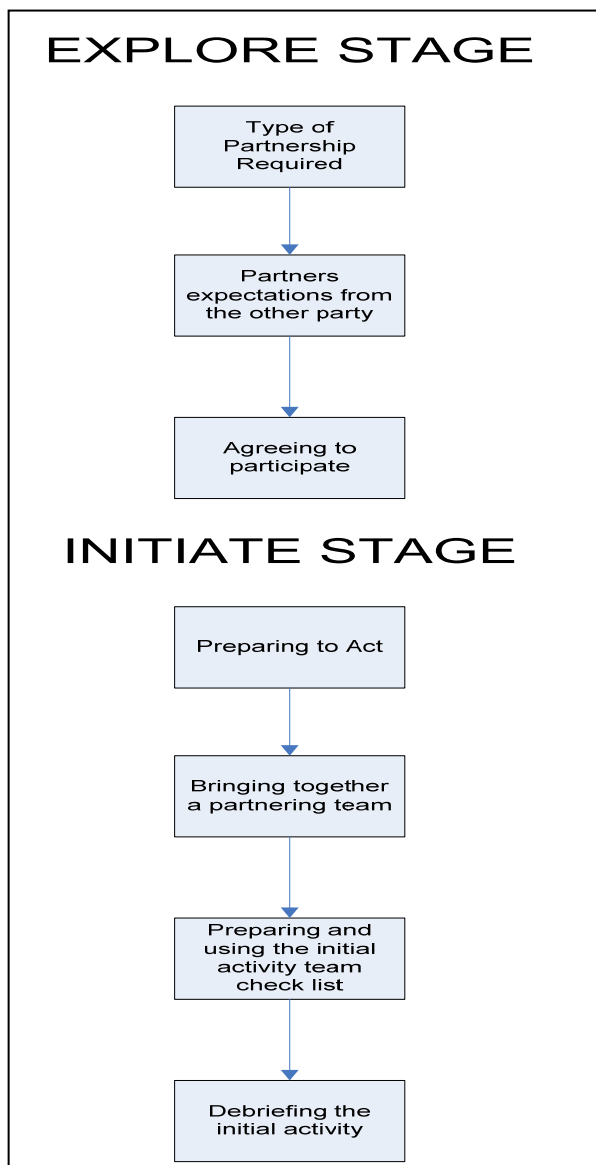 EXPLORE STAGE
Type of
Partnership
Required
Partners
expectations from
the other party
Agreeing to
participate
INITIATE STAGE
Preparing to Act
Bringing together
a partnering team
Preparing and
using the initial
activity team
check list
Debriefing the
initial activity